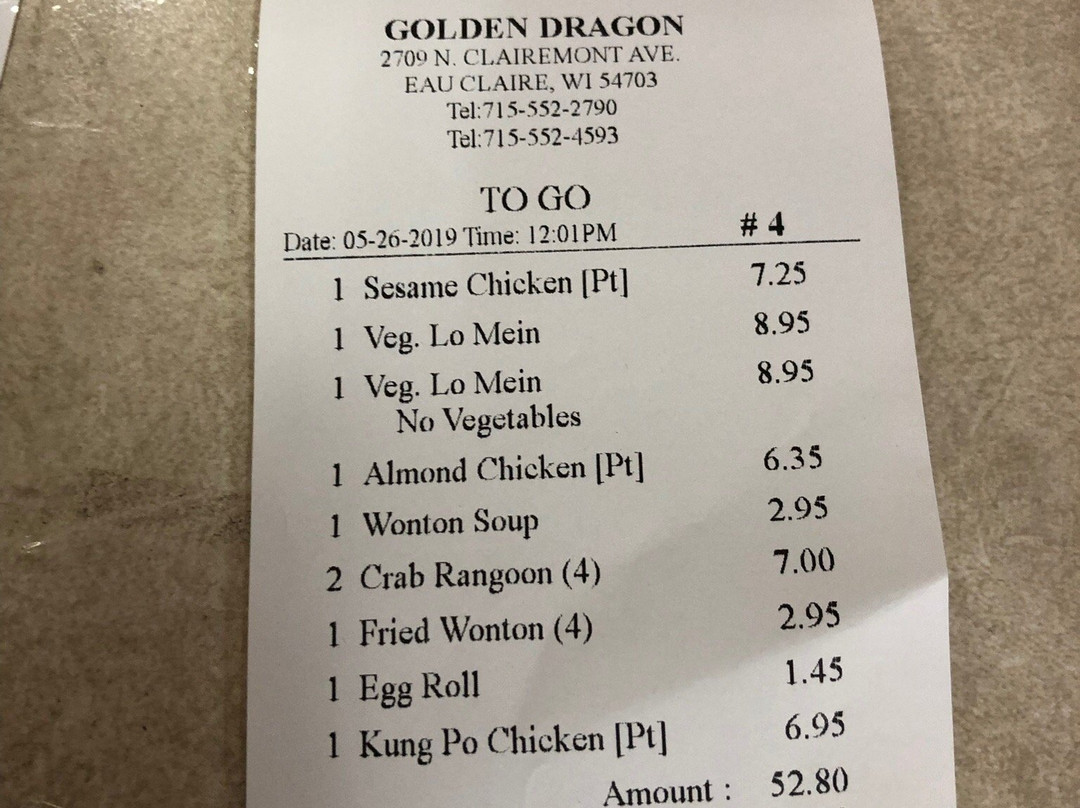 GOLDEN DRAGON
2709 N. CLAIREMONT AVE.
EAU CLAIRE, WI 54703
Tel:715-552-2790
Tel:715-552-4593
TO GO
Date: 05-26-2019 Time: 12:01PM # 4
1 Sesame Chicken [Pt] 7.25
1 Veg. Lo Mein 8.95
1 Veg. Lo Mein 8.95
No Vegetables
1 Almond Chicken [Pt] 6.35
1 Wonton Soup 2.95
2 Crab Rangoon (4) 7.00
1 Fried Wonton (4) 2.95
1 Egg Roll 1.45
1 Kung Po Chicken [Pt] 6.95
Amount : 52.80